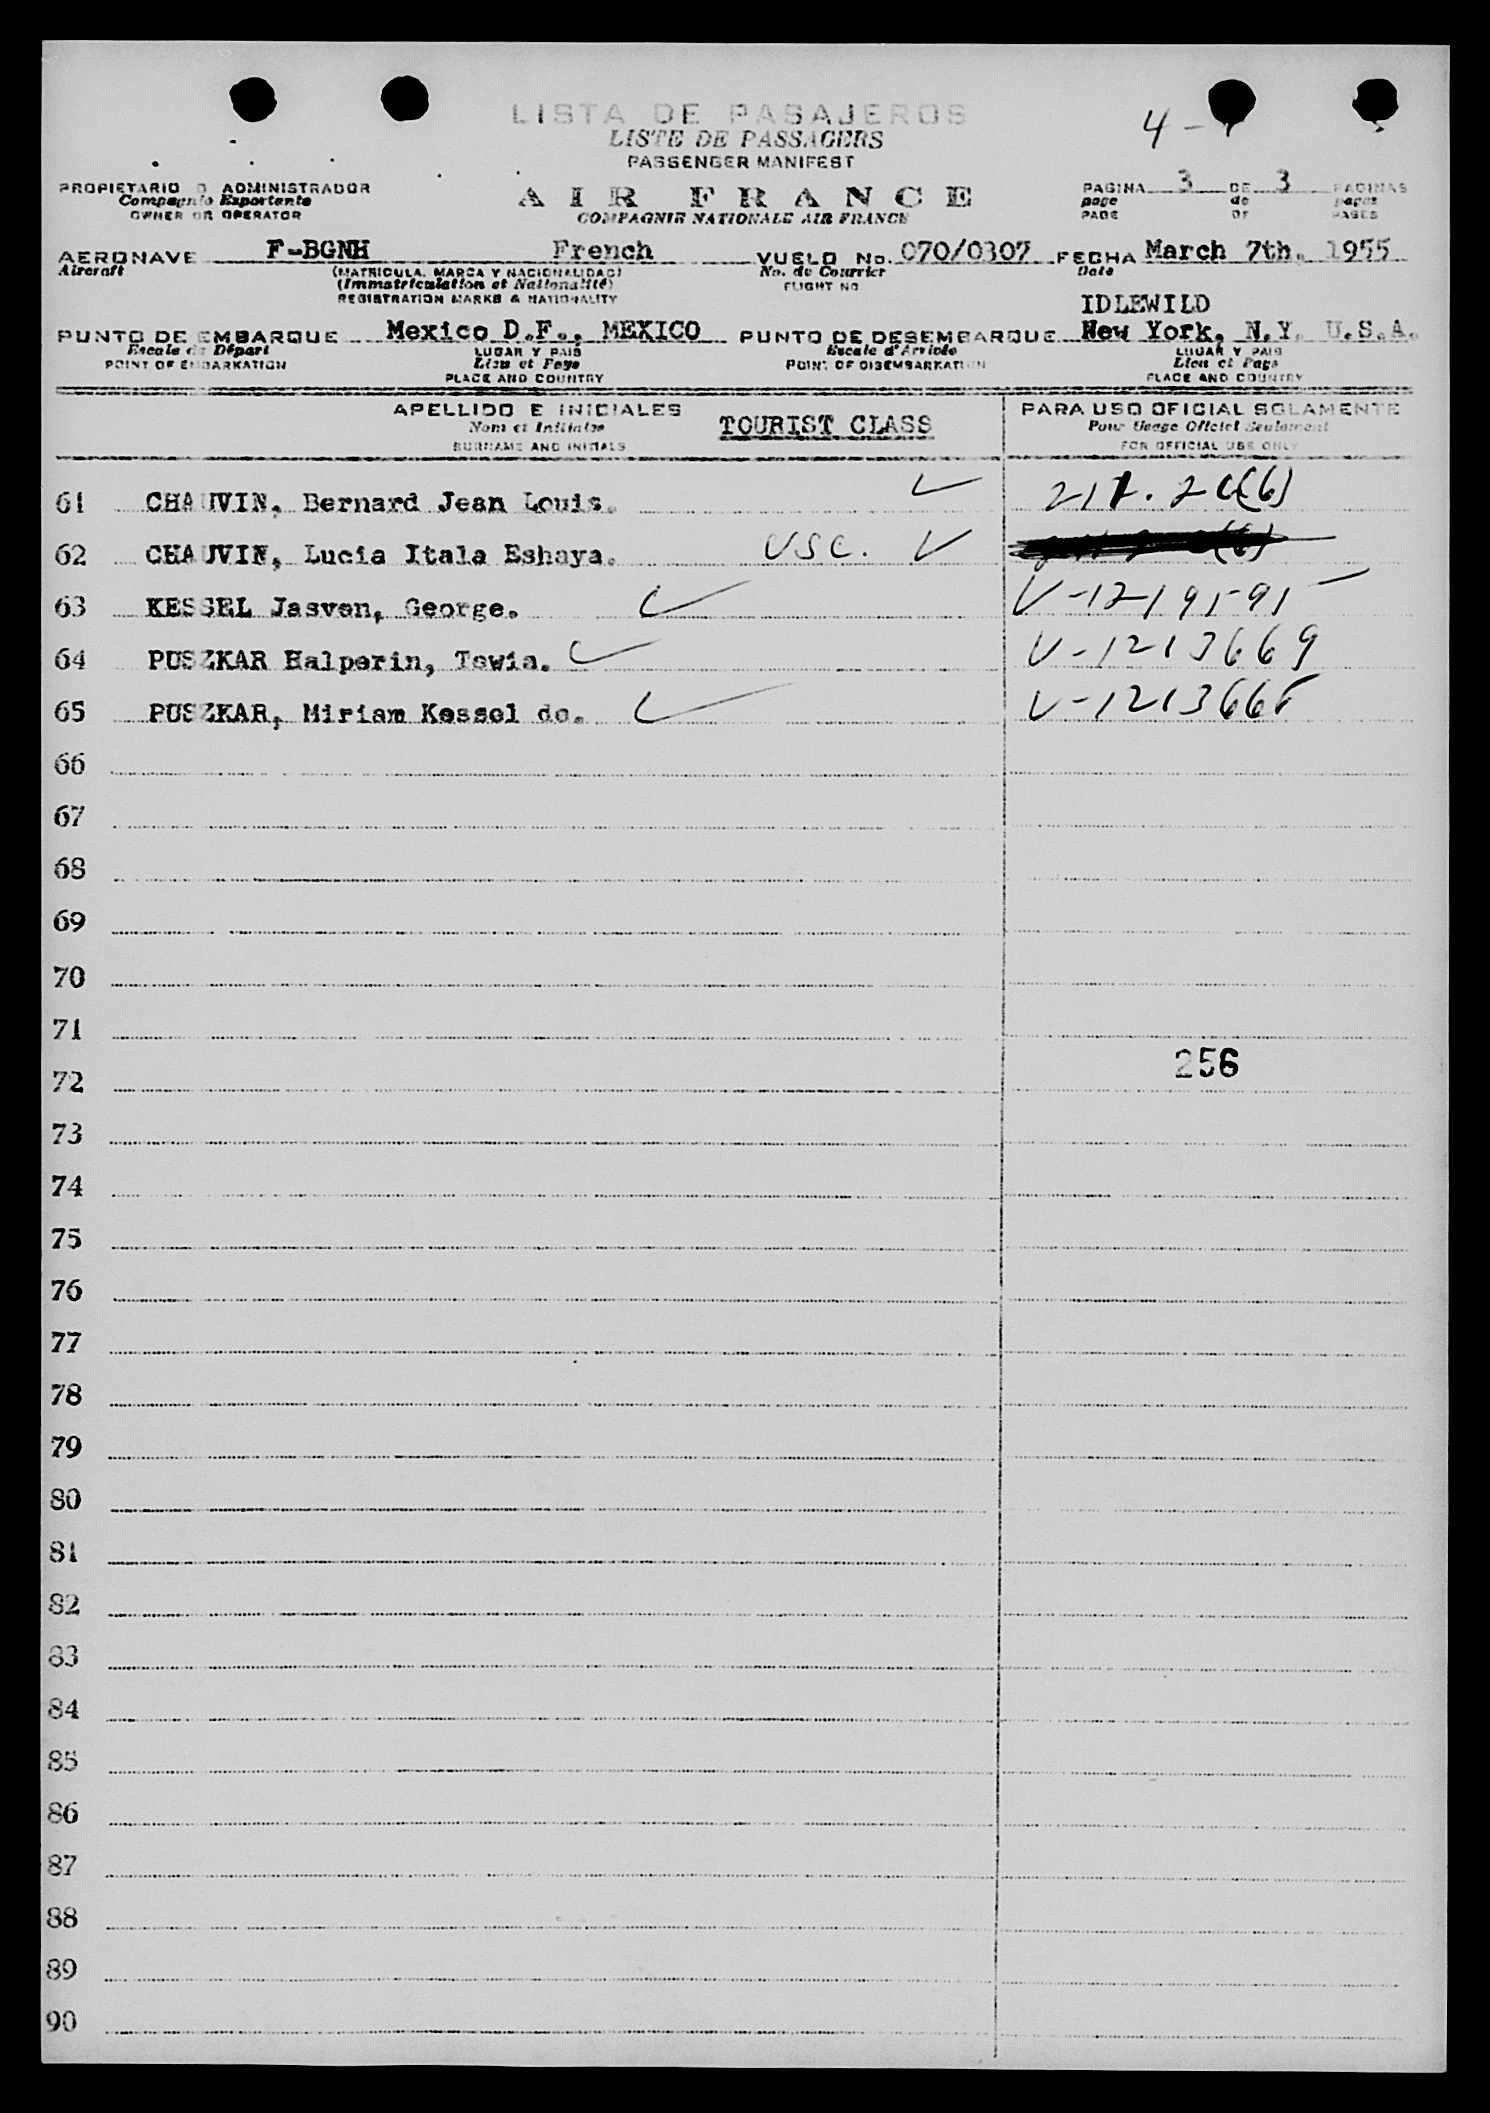 LISTA DE PASAJEROS
LISTE DE PASSAGERS
PASSENGER MANIFEST
4 -
PROPIETARIO O ADMINISTRADOR
Compagnie Exportante
OWNER OR OPERATOR
AIR FRANCE
COMPAGNIE NATIONALE AIR FRANCE
PAGINA 3 DE 3 PAGINAS
page de pages
PAGE OF PAGES
AERONAVE F-BGNH French VUELO No. 070/0307 FECHA March 7th. 1955
Aircraft (MATRICULA, MARCA Y NACIONALIDAD) No. du Courrier Date
(Immatriculation et Nationalité) FLIGHT NO
REGISTRATION MARKS & NATIONALITY
IDLEWILD
PUNTO DE EMBARQUE Mexico D.F., MEXICO PUNTO DE DESEMBARQUE New York, N.Y. U.S.A.
Escale de Départ LUGAR Y PAIS Escale d'Arrivée LUGAR Y PAIS
POINT OF EMBARKATION Lieu et Pays POINT OF DISEMBARKATION Lieu et Pays
PLACE AND COUNTRY PLACE AND COUNTRY
APELLIDO E INICIALES TOURIST CLASS PARA USO OFICIAL SOLAMENTE
Nom et Initiales Pour Usage Officiel Seulement
SURNAME AND INITIALS FOR OFFICIAL USE ONLY
61 CHAUVIN, Bernard Jean Louis.
62 CHAUVIN, Lucia Itala Eshaya. USC.
63 KESSEL Jasven, George. V-1219595
64 PUSZKAR Halperin, Tewia. V-1213669
65 PUSZKAR, Miriam Kessel de.
66
67
68
69
70
71
256
72
73
74
75
76
77
78
79
80
81
82
83
84
85
86
87
88
89
90